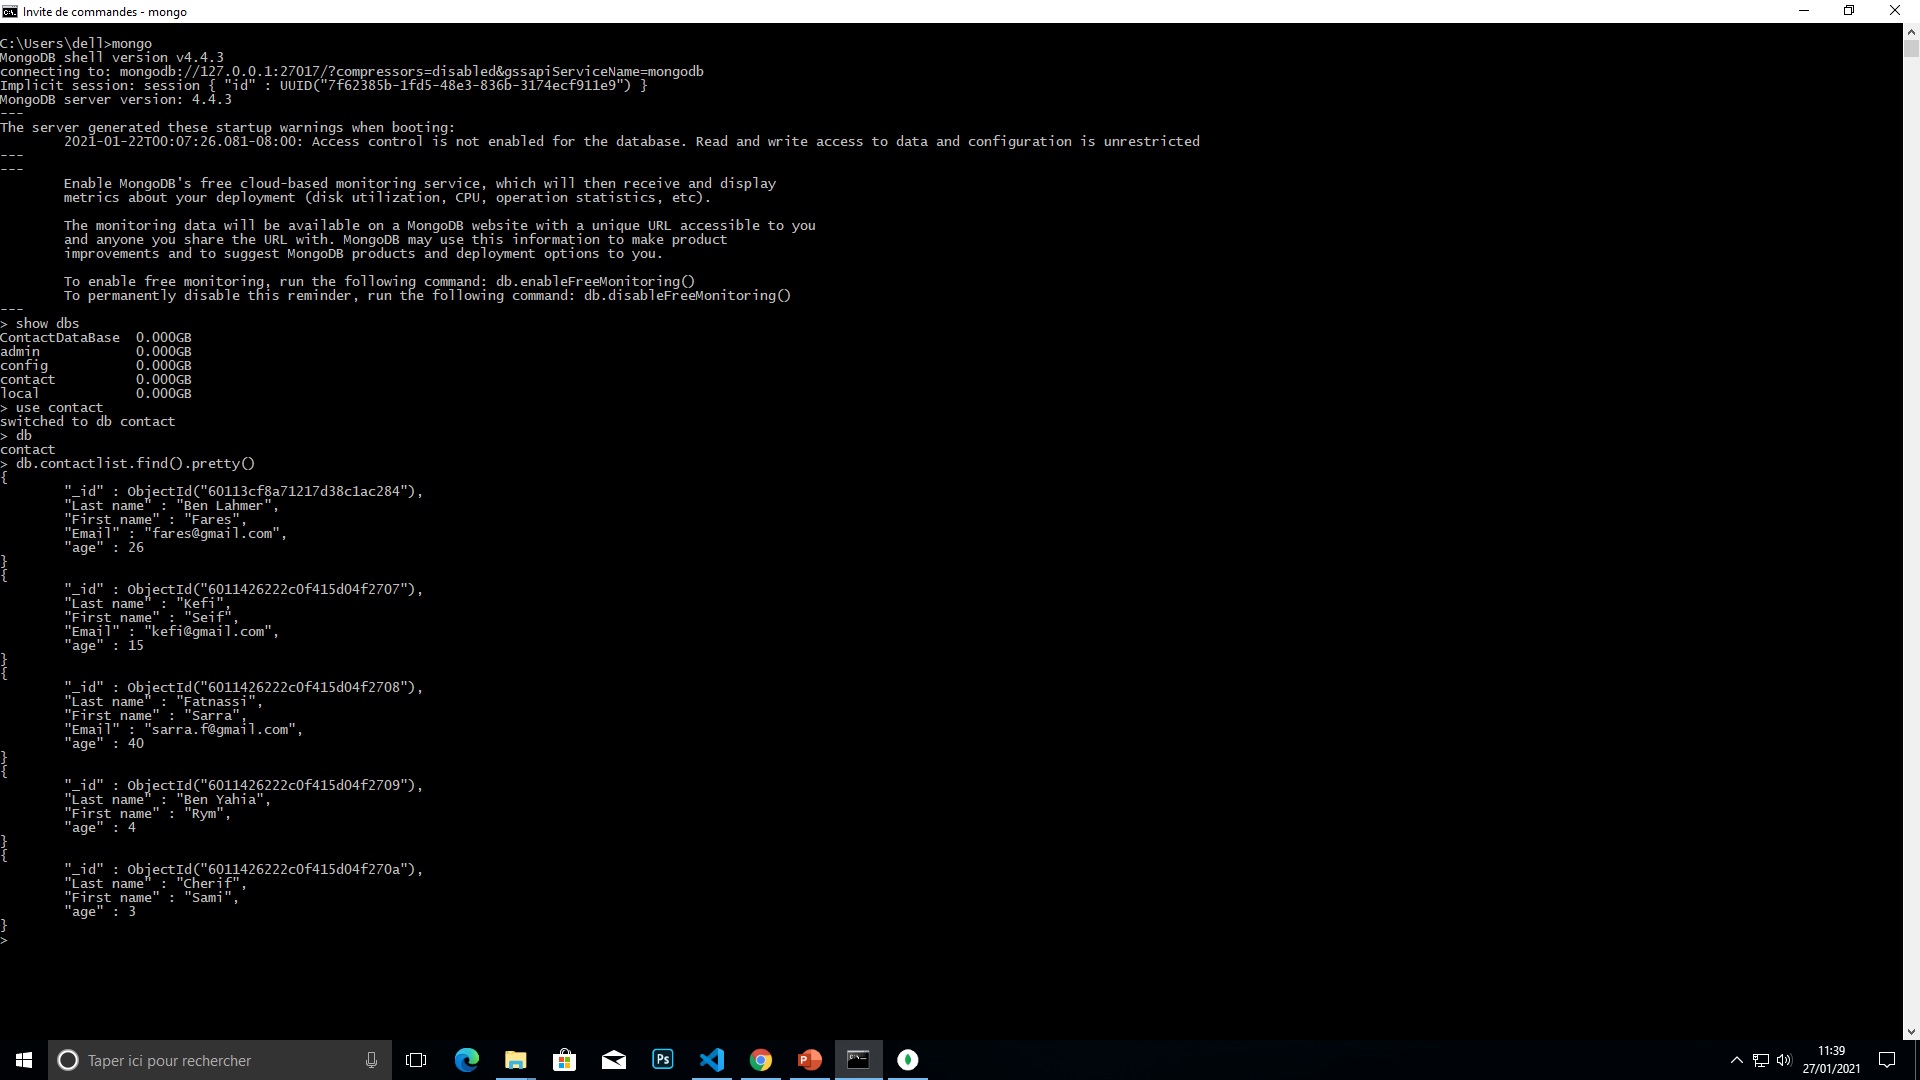 Invite de commandes - mongo
C:\Users\dell>mongo
MongoDB shell version v4.4.3
connecting to: mongodb://127.0.0.1:27017/?compressors=disabled&gssapiServiceName=mongodb
Implicit session: session { "id" : UUID("7f62385b-1fd5-48e3-836b-3174ecf911e9") }
MongoDB server version: 4.4.3
---
The server generated these startup warnings when booting:
        2021-01-22T00:07:26.081-08:00: Access control is not enabled for the database. Read and write access to data and configuration is unrestricted
---
---
        Enable MongoDB's free cloud-based monitoring service, which will then receive and display
        metrics about your deployment (disk utilization, CPU, operation statistics, etc).
        The monitoring data will be available on a MongoDB website with a unique URL accessible to you
        and anyone you share the URL with. MongoDB may use this information to make product
        improvements and to suggest MongoDB products and deployment options to you.
        To enable free monitoring, run the following command: db.enableFreeMonitoring()
        To permanently disable this reminder, run the following command: db.disableFreeMonitoring()
---
> show dbs
ContactDataBase  0.000GB
admin            0.000GB
config           0.000GB
contact          0.000GB
local            0.000GB
> use contact
switched to db contact
> db
contact
> db.contactlist.find().pretty()
{
        "_id" : ObjectId("60113cf8a71217d38c1ac284"),
        "Last name" : "Ben Lahmer",
        "First name" : "Fares",
        "Email" : "fares@gmail.com",
        "age" : 26
}
{
        "_id" : ObjectId("6011426222c0f415d04f2707"),
        "Last name" : "Kefi",
        "First name" : "Seif",
        "Email" : "kefi@gmail.com",
        "age" : 15
}
{
        "_id" : ObjectId("6011426222c0f415d04f2708"),
        "Last name" : "Fatnassi",
        "First name" : "Sarra",
        "Email" : "sarra.f@gmail.com",
        "age" : 40
}
{
        "_id" : ObjectId("6011426222c0f415d04f2709"),
        "Last name" : "Ben Yahia",
        "First name" : "Rym",
        "age" : 4
}
{
        "_id" : ObjectId("6011426222c0f415d04f270a"),
        "Last name" : "Cherif",
        "First name" : "Sami",
        "age" : 3
}
>
Taper ici pour rechercher
Ps
P
11:39
27/01/2021